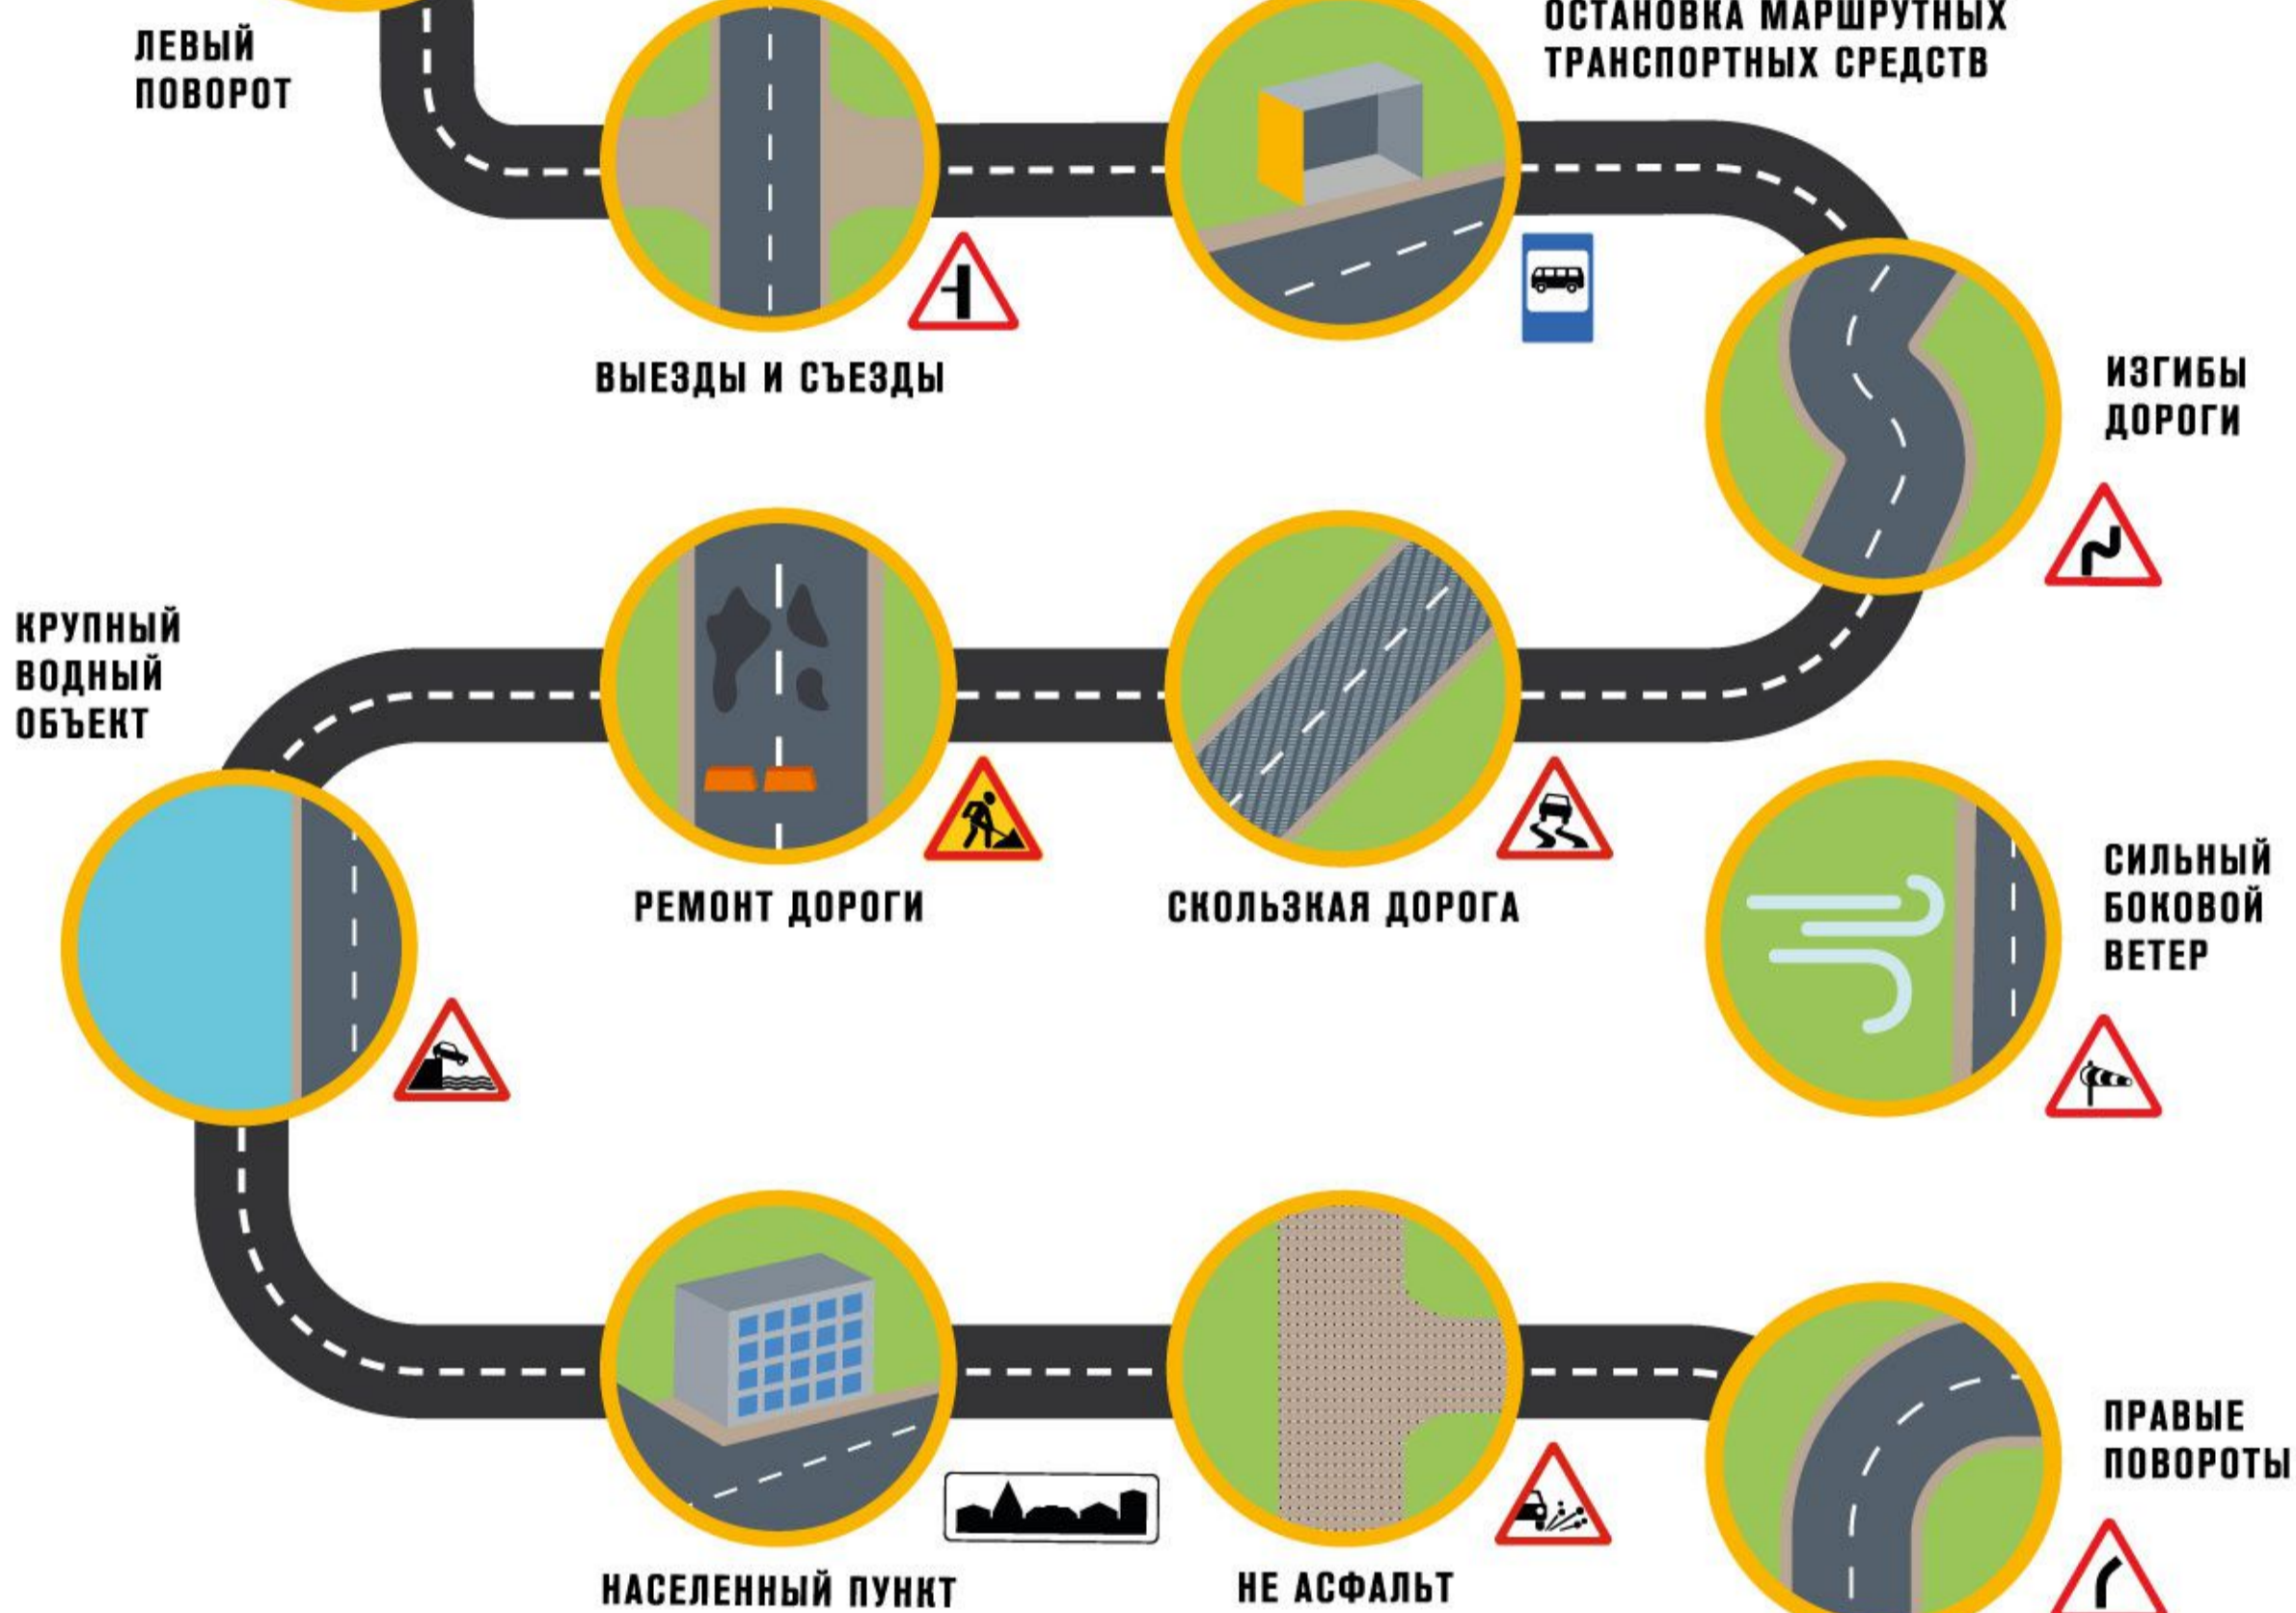 ЛЕВЫЙ
ПОВОРОТ
ОСТАНОВКА МАРШРУТНЫХ
ТРАНСПОРТНЫХ СРЕДСТВ
ВЫЕЗДЫ И СЪЕЗДЫ
ИЗГИБЫ
ДОРОГИ
КРУПНЫЙ
ВОДНЫЙ
ОБЪЕКТ
РЕМОНТ ДОРОГИ
СКОЛЬЗКАЯ ДОРОГА
СИЛЬНЫЙ
БОКОВОЙ
ВЕТЕР
НАСЕЛЕННЫЙ ПУНКТ
НЕ АСФАЛЬТ
ПРАВЫЕ
ПОВОРОТЫ